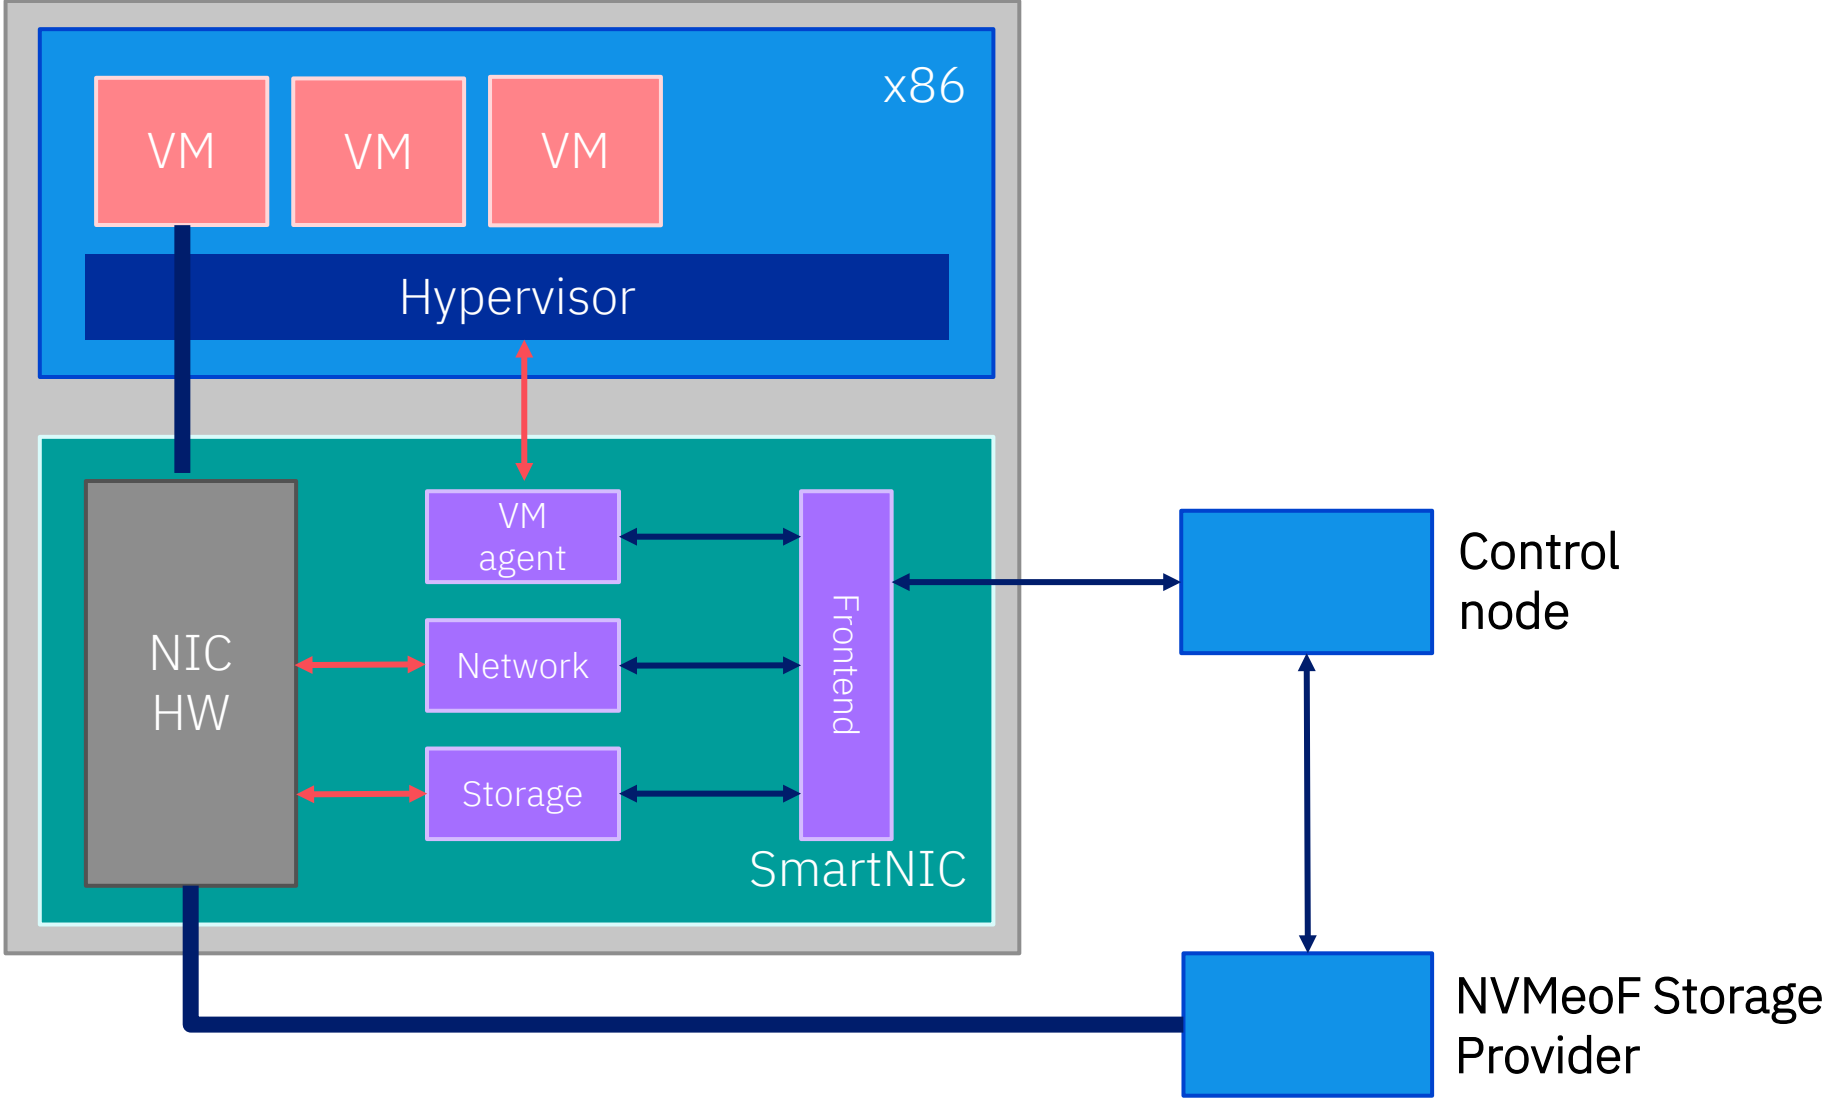 x86
VM
VM
VM
Hypervisor
VM
agent
Network
Storage
NIC
HW
Frontend
SmartNIC
Control
node
NVMeoF Storage
Provider